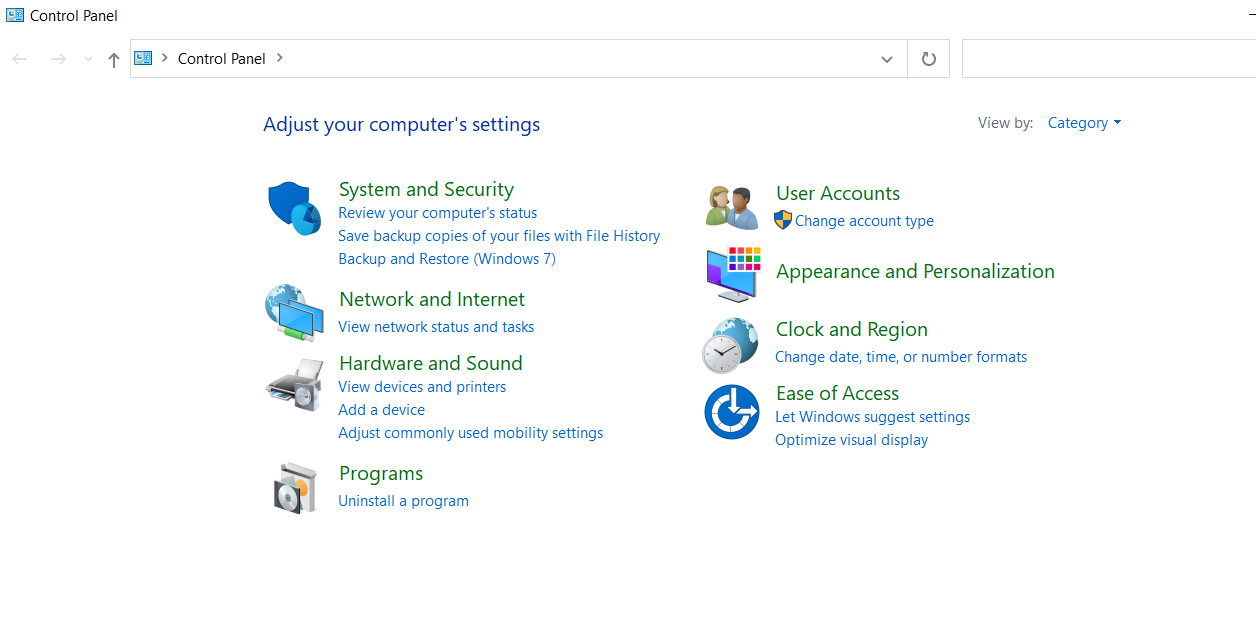 Control Panel
Control Panel
Adjust your computer's settings
View by: Category
System and Security
Review your computer's status
Save backup copies of your files with File History
Backup and Restore (Windows 7)
Network and Internet
View network status and tasks
Hardware and Sound
View devices and printers
Add a device
Adjust commonly used mobility settings
Programs
Uninstall a program
User Accounts
Change account type
Appearance and Personalization
Clock and Region
Change date, time, or number formats
Ease of Access
Let Windows suggest settings
Optimize visual display